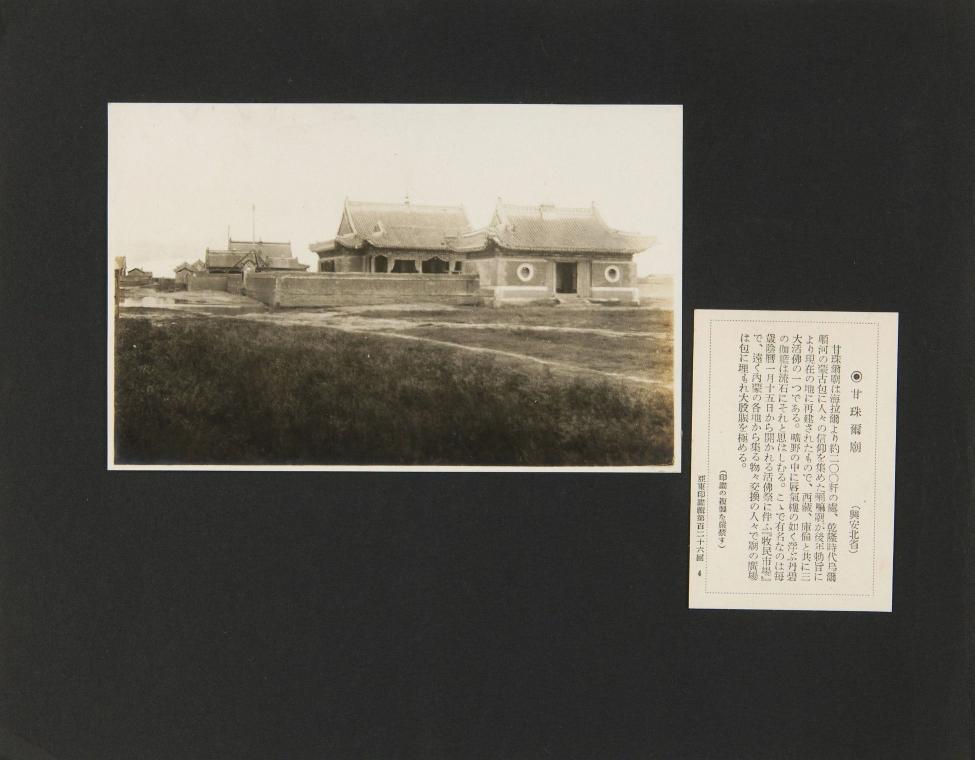 ◉ 甘珠爾廟
（興安北省）
甘珠爾廟は海拉爾より約二〇〇粁の處、乾隆時代烏爾
順河の蒙古包に人々の信仰を集めた喇嘛廟が後年勅旨に
より現在の地に再建されたもので、西藏、庫倫と共に三
大活佛の一つである。曠野の中に蜃氣樓の如く浮ぶ丹碧
の伽藍は流石にそれと思はしむる。こゝで有名なのは每
歲陰曆一月十五日から開かれる活佛祭に伴ふ『牧民市場』
で、遠く內蒙の各地から集る物々交換の人々で廟の廣場
は包に埋もれ大殷賑を極める。
（印畫の複製を嚴禁す）
亞東印畫輯第百二十六回 4